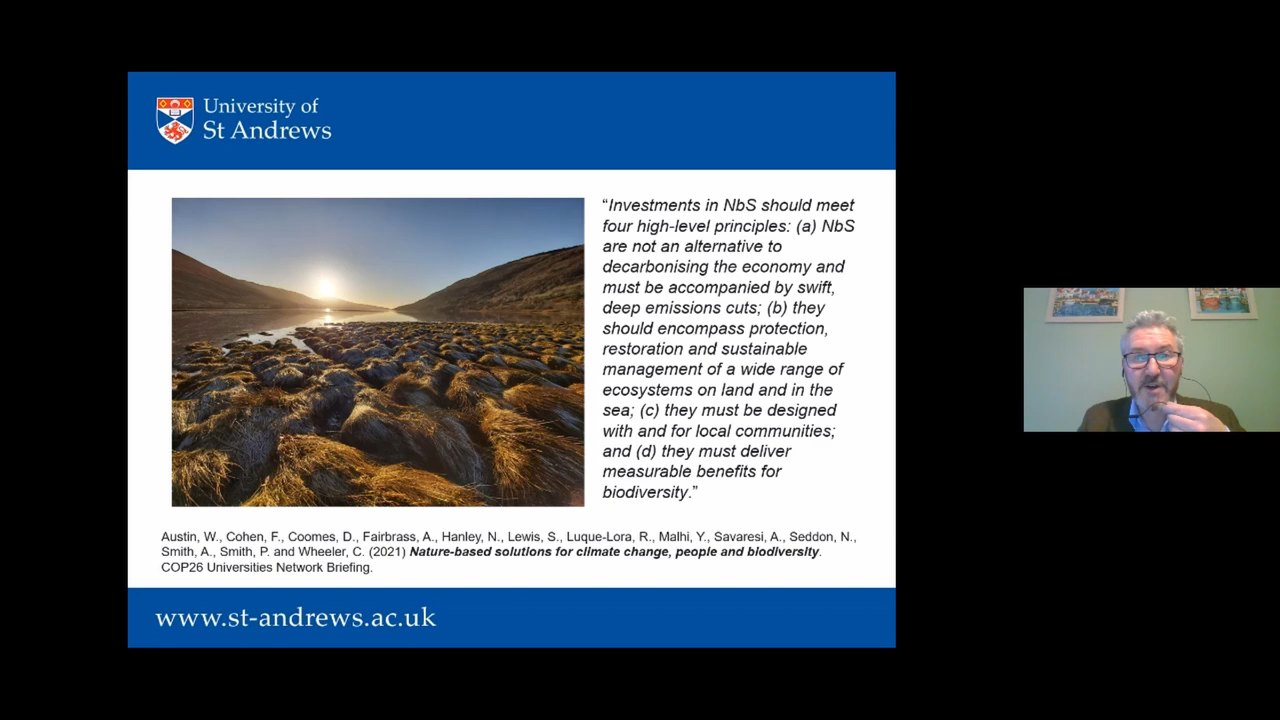 University of
St Andrews
“Investments in NbS should meet
four high-level principles: (a) NbS
are not an alternative to
decarbonising the economy and
must be accompanied by swift,
deep emissions cuts; (b) they
should encompass protection,
restoration and sustainable
management of a wide range of
ecosystems on land and in the
sea; (c) they must be designed
with and for local communities;
and (d) they must deliver
measurable benefits for
biodiversity.”
Austin, W., Cohen, F., Coomes, D., Fairbrass, A., Hanley, N., Lewis, S., Luque-Lora, R., Malhi, Y., Savaresi, A., Seddon, N.,
Smith, A., Smith, P. and Wheeler, C. (2021) Nature-based solutions for climate change, people and biodiversity.
COP26 Universities Network Briefing.
www.st-andrews.ac.uk